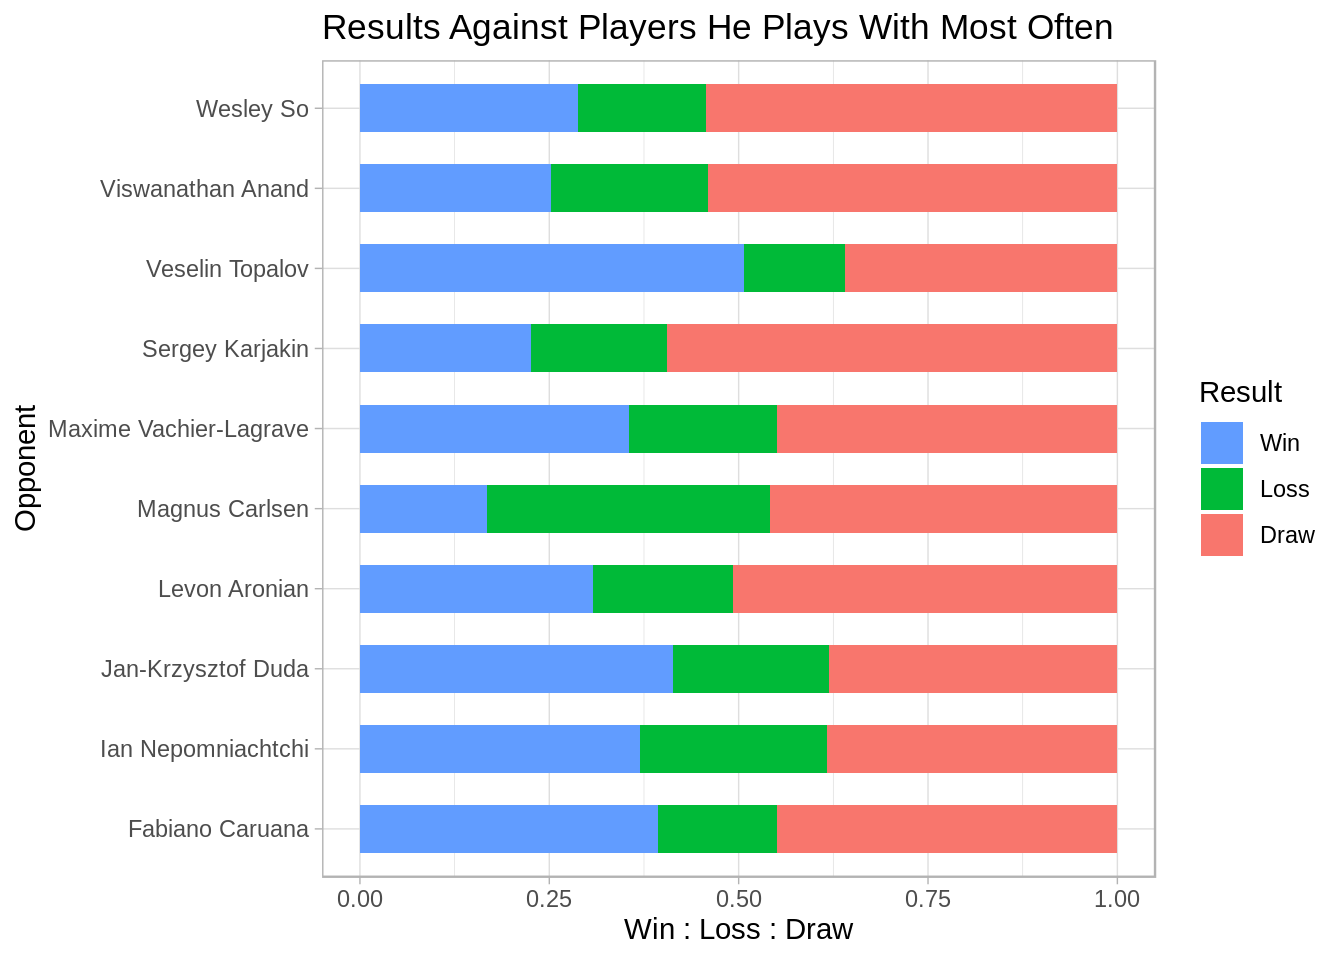 Results Against Players He Plays With Most Often
Opponent
Wesley So
Viswanathan Anand
Veselin Topalov
Sergey Karjakin
Maxime Vachier-Lagrave
Magnus Carlsen
Levon Aronian
Jan-Krzysztof Duda
Ian Nepomniachtchi
Fabiano Caruana
0.00 0.25 0.50 0.75 1.00
Win : Loss : Draw
Result
Win
Loss
Draw